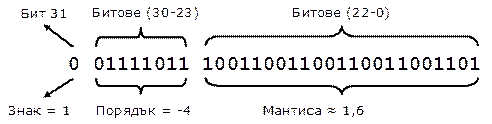 Бит 31 Битове (30-23) Битове (22-0)
0 01111011 10011001100110011001101
Знак = 1 Порядък = -4 Мантиса ≈ 1,6